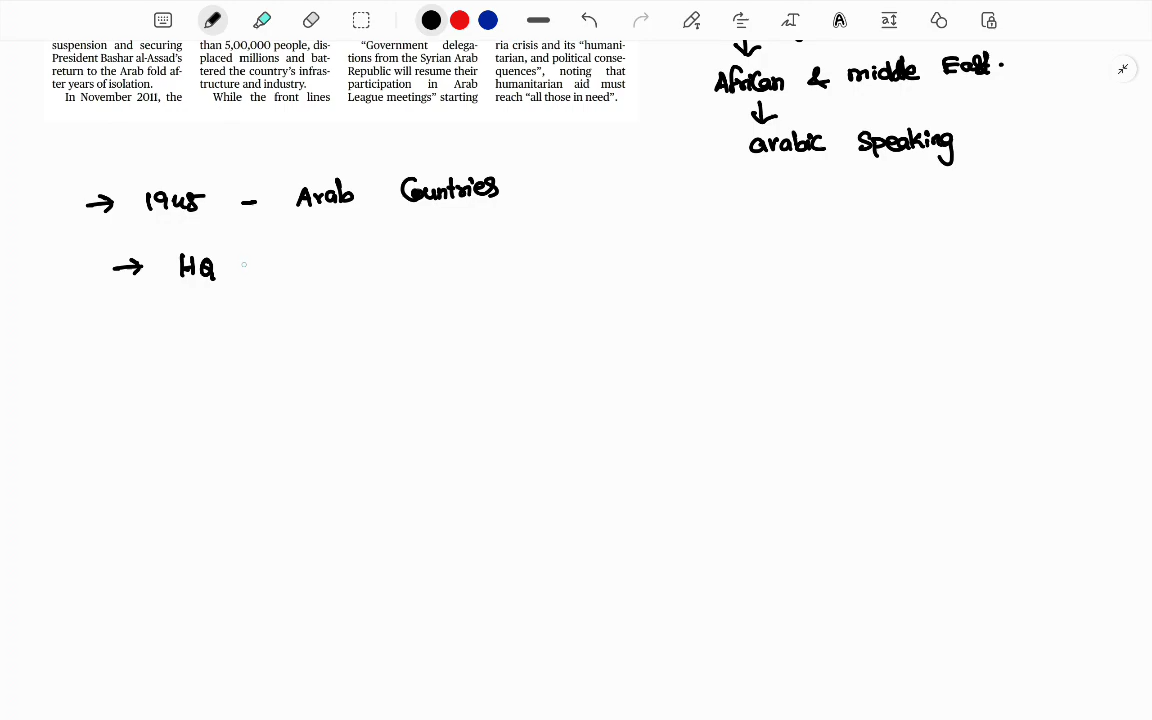 suspension and securing
President Bashar al-Assad's
return to the Arab fold af-
ter years of isolation.
In November 2011, the
than 5,00,000 people, dis-
placed millions and bat-
tered the country's infras-
tructure and industry.
While the front lines
"Government delega-
tions from the Syrian Arab
Republic will resume their
participation in Arab
League meetings" starting
ria crisis and its "humani-
tarian, and political conse-
quences", noting that
humanitarian aid must
reach "all those in need".
African & middle East.
arabic speaking
→ 1945 - Arab Countries
→ HQ